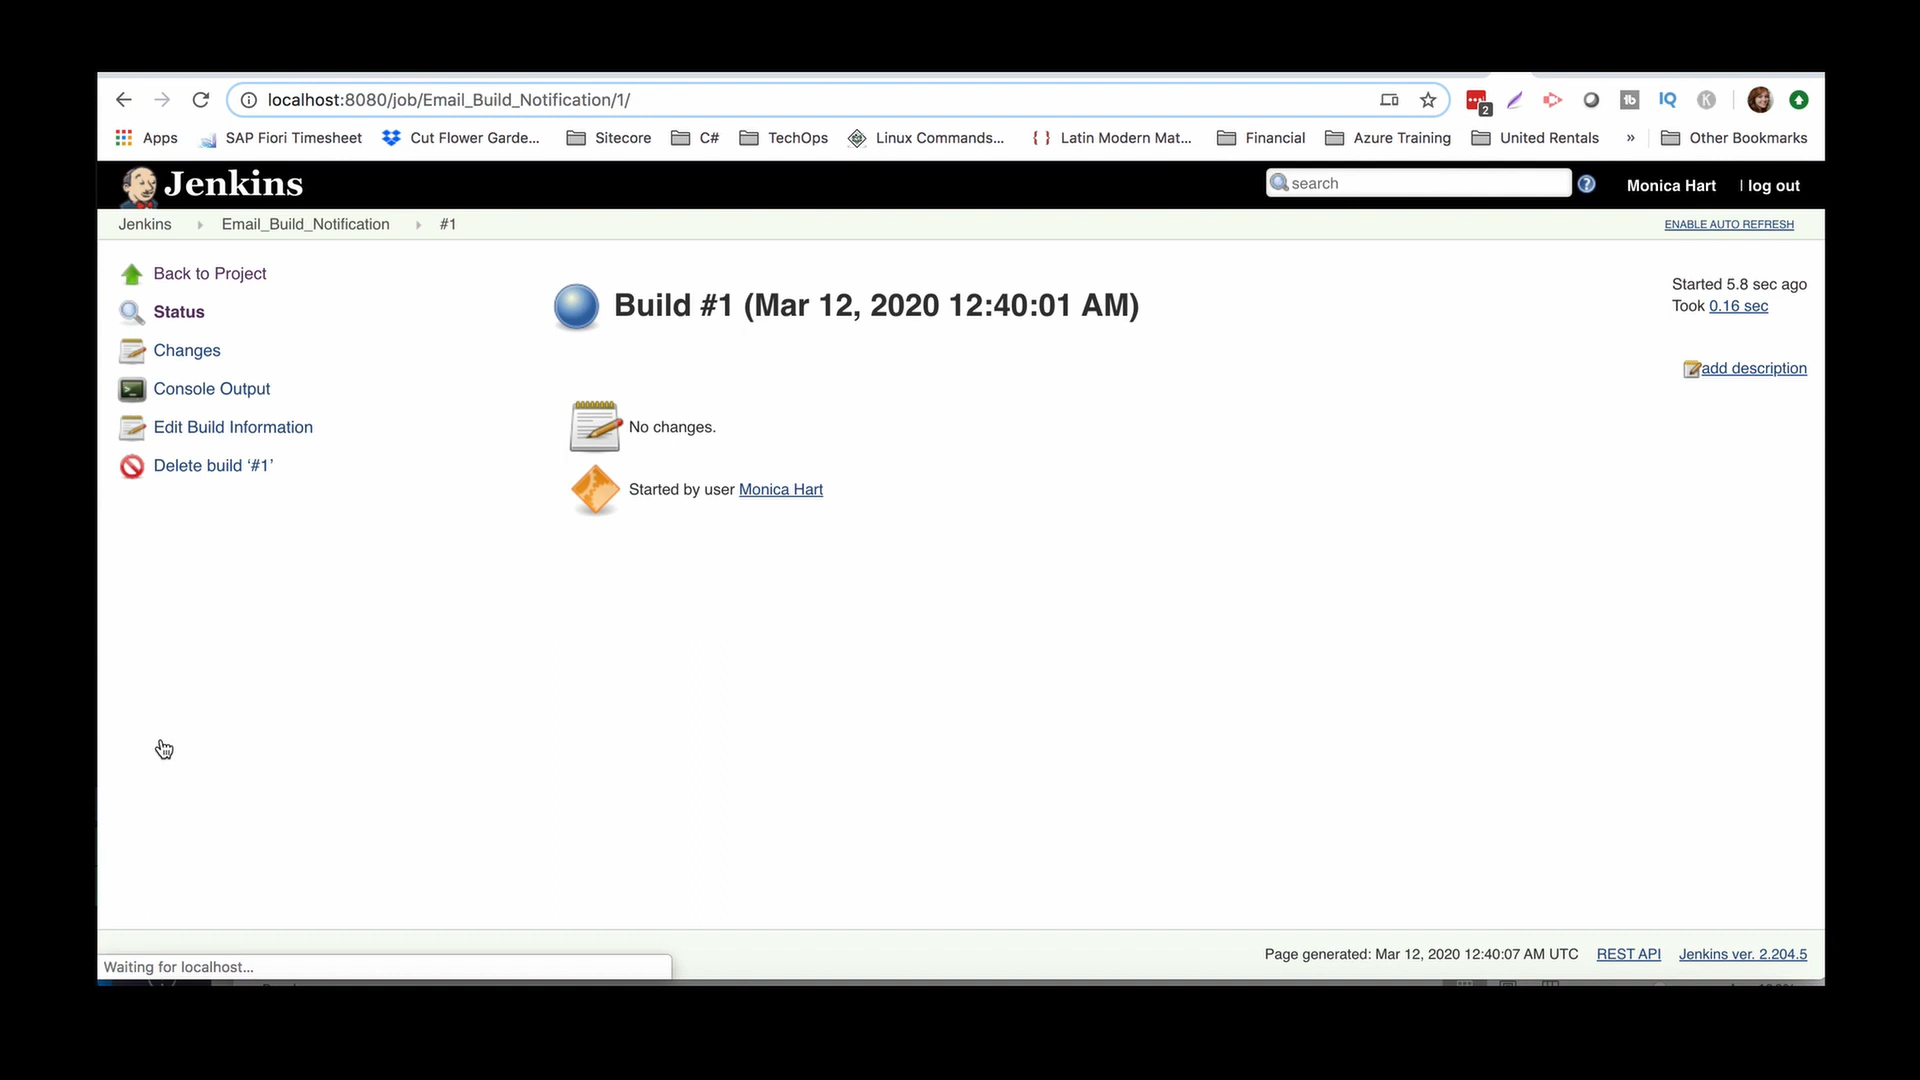 localhost:8080/job/Email_Build_Notification/1/
2
tb
IQ
K
Apps
SAP Fiori Timesheet
Cut Flower Garde...
Sitecore
C#
TechOps
Linux Commands...
Latin Modern Mat...
Financial
Azure Training
United Rentals
»
Other Bookmarks
Jenkins
search
Monica Hart
| log out
Jenkins
Email_Build_Notification
#1
ENABLE AUTO REFRESH
Back to Project
Status
Changes
Console Output
Edit Build Information
Delete build ‘#1’
Build #1 (Mar 12, 2020 12:40:01 AM)
Started 5.8 sec ago
Took 0.16 sec
add description
No changes.
Started by user Monica Hart
Page generated: Mar 12, 2020 12:40:07 AM UTC
REST API
Jenkins ver. 2.204.5
Waiting for localhost...